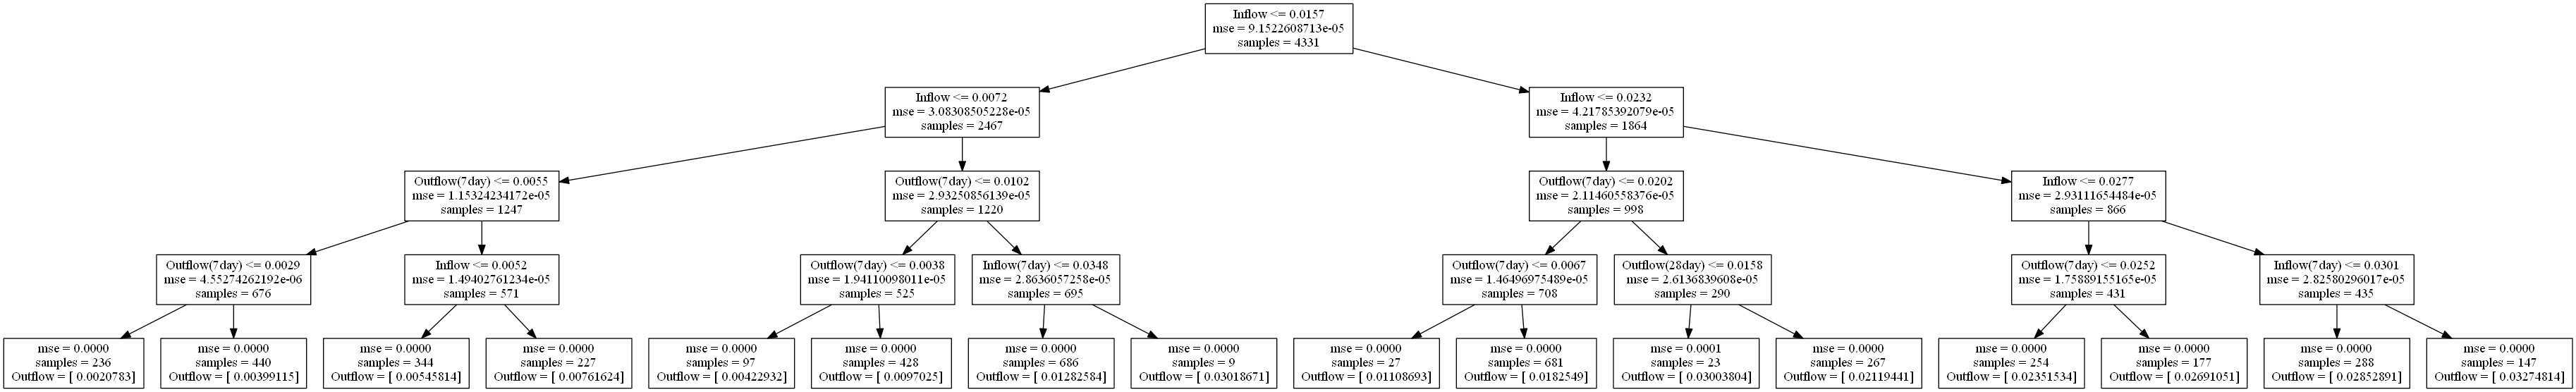 Inflow <= 0.0157
mse = 9.1522608713e-05
samples = 4331
Inflow <= 0.0072
mse = 3.08308505228e-05
samples = 2467
Inflow <= 0.0232
mse = 4.21785392079e-05
samples = 1864
Outflow(7day) <= 0.0055
mse = 1.15324234172e-05
samples = 1247
Outflow(7day) <= 0.0102
mse = 2.93250856139e-05
samples = 1220
Outflow(7day) <= 0.0202
mse = 2.11460558376e-05
samples = 998
Inflow <= 0.0277
mse = 2.93111654484e-05
samples = 866
Outflow(7day) <= 0.0029
mse = 4.55274262192e-06
samples = 676
Inflow <= 0.0052
mse = 1.49402761234e-05
samples = 571
Outflow(7day) <= 0.0038
mse = 1.94110098011e-05
samples = 525
Inflow(7day) <= 0.0348
mse = 2.8636057258e-05
samples = 695
Outflow(7day) <= 0.0067
mse = 1.46496975489e-05
samples = 708
Outflow(28day) <= 0.0158
mse = 2.6136839608e-05
samples = 290
Outflow(7day) <= 0.0252
mse = 1.75889155165e-05
samples = 431
Inflow(7day) <= 0.0301
mse = 2.82580296017e-05
samples = 435
mse = 0.0000
samples = 236
Outflow = [ 0.0020783]
mse = 0.0000
samples = 440
Outflow = [ 0.00399115]
mse = 0.0000
samples = 344
Outflow = [ 0.00545814]
mse = 0.0000
samples = 227
Outflow = [ 0.00761624]
mse = 0.0000
samples = 97
Outflow = [ 0.00422932]
mse = 0.0000
samples = 428
Outflow = [ 0.0097025]
mse = 0.0000
samples = 686
Outflow = [ 0.01282584]
mse = 0.0000
samples = 9
Outflow = [ 0.03018671]
mse = 0.0000
samples = 27
Outflow = [ 0.01108693]
mse = 0.0000
samples = 681
Outflow = [ 0.0182549]
mse = 0.0001
samples = 23
Outflow = [ 0.03003804]
mse = 0.0000
samples = 267
Outflow = [ 0.02119441]
mse = 0.0000
samples = 254
Outflow = [ 0.02351534]
mse = 0.0000
samples = 177
Outflow = [ 0.02691051]
mse = 0.0000
samples = 288
Outflow = [ 0.02852891]
mse = 0.0000
samples = 147
Outflow = [ 0.03274814]